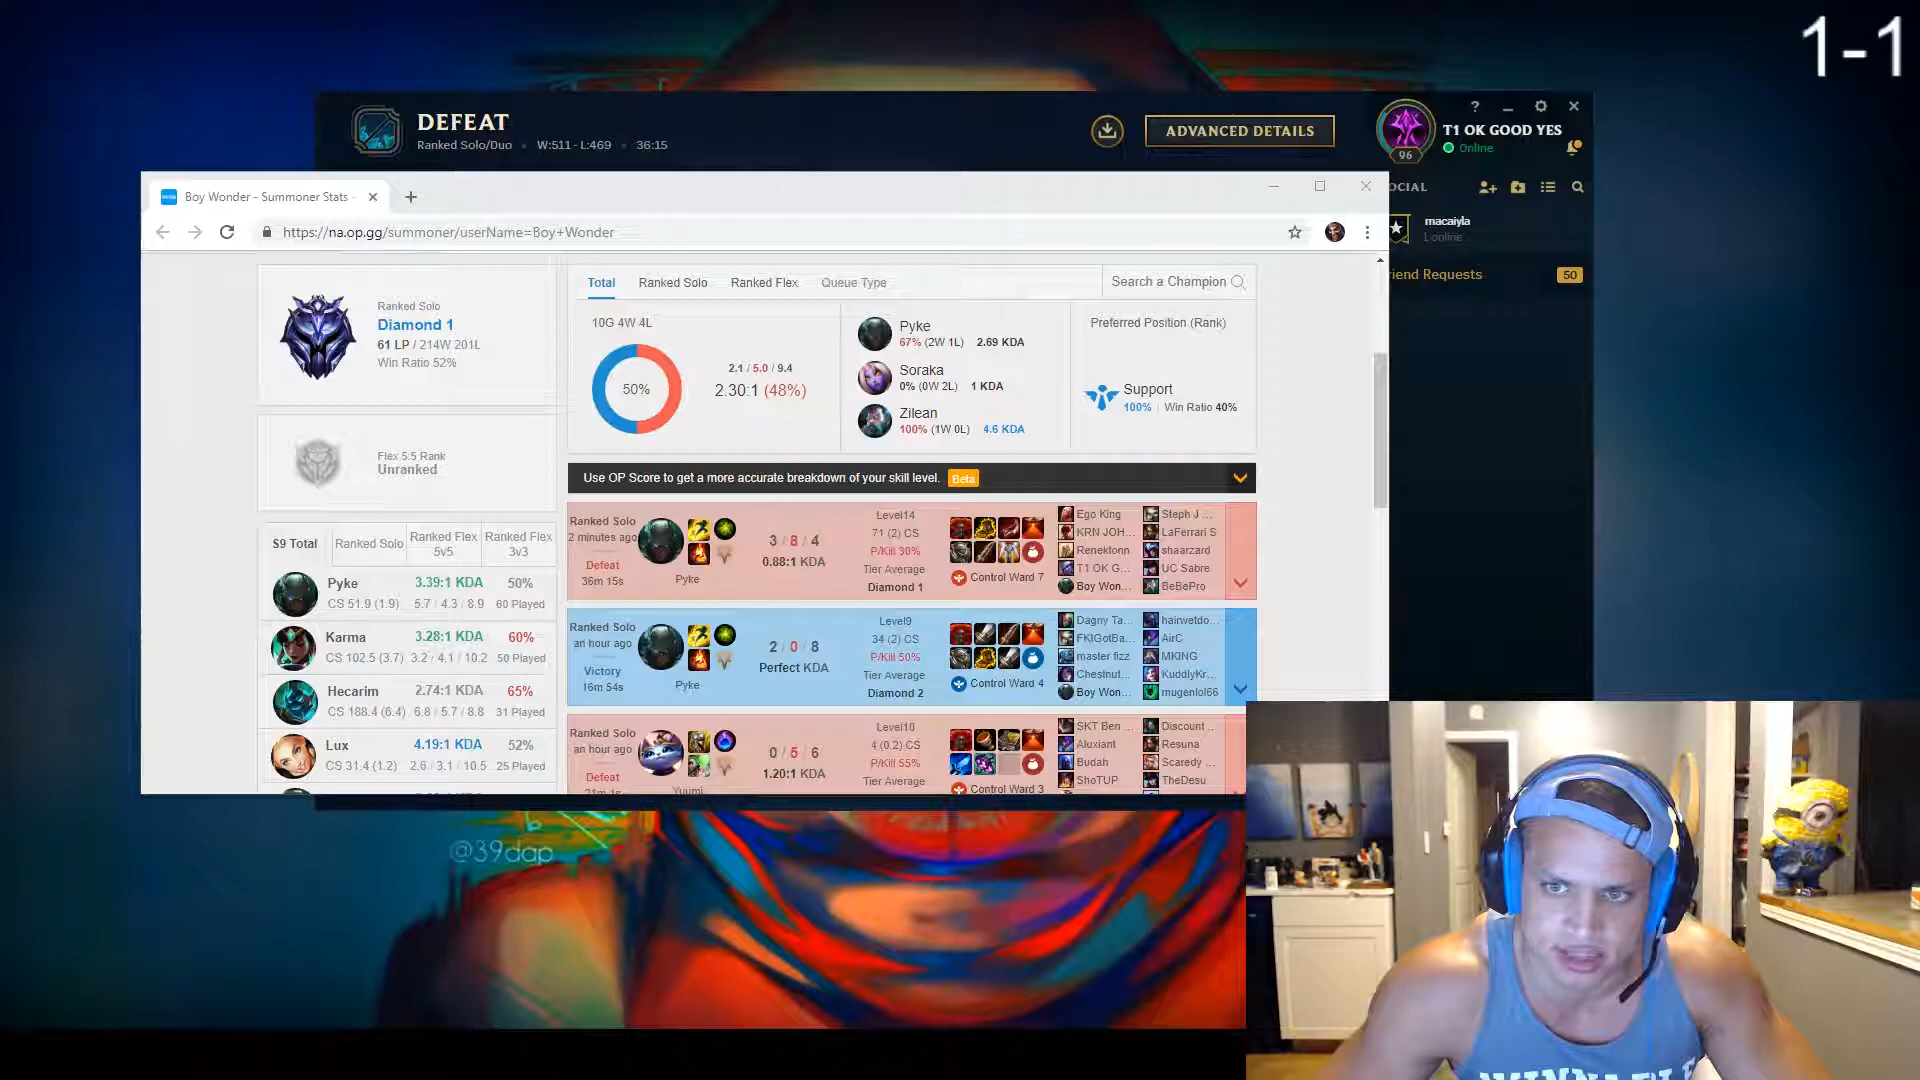 1-1
DEFEAT
Ranked Solo/Duo • W:511 - L:469 • 36:15
ADVANCED DETAILS
?
T1 OK GOOD YES
96
Online
OCIAL
macaiyla
1 online
riend Requests
50
Boy Wonder - Summoner Stats -
https://na.op.gg/summoner/userName=Boy+Wonder
Ranked Solo
Diamond 1
61 LP / 214W 201L
Win Ratio 52%
Flex 5:5 Rank
Unranked
S9 Total
Ranked Solo
Ranked Flex 5v5
Ranked Flex 3v3
Pyke 3.39:1 KDA 50%
CS 51.9 (1.9) 5.7 / 4.3 / 8.9 60 Played
Karma 3.28:1 KDA 60%
CS 102.5 (3.7) 3.2 / 4.1 / 10.2 50 Played
Hecarim 2.74:1 KDA 65%
CS 188.4 (6.4) 6.8 / 5.7 / 8.8 31 Played
Lux 4.19:1 KDA 52%
CS 31.4 (1.2) 2.6 / 3.1 / 10.5 25 Played
Total Ranked Solo Ranked Flex Queue Type
Search a Champion
10G 4W 4L
50%
2.1 / 5.0 / 9.4
2.30:1 (48%)
Pyke
67% (2W 1L) 2.69 KDA
Soraka
0% (0W 2L) 1 KDA
Zilean
100% (1W 0L) 4.6 KDA
Preferred Position (Rank)
Support
100% | Win Ratio 40%
Use OP Score to get a more accurate breakdown of your skill level. Beta
Ranked Solo
2 minutes ago
Defeat
36m 15s
Pyke
3 / 8 / 4
0.88:1 KDA
Level14
71 (2) CS
P/Kill 30%
Tier Average
Diamond 1
Control Ward 7
Ego King Steph J ...
KRN JOH... LaFerrari S
Renektonn shaarzard
T1 OK G... UC Sabre
Boy Won... BeBePro
Ranked Solo
an hour ago
Victory
16m 54s
Pyke
2 / 0 / 8
Perfect KDA
Level9
34 (2) CS
P/Kill 50%
Tier Average
Diamond 2
Control Ward 4
Dagny Ta... hairwetdo...
FKIGotBa... AirC
master fizz MKING
Chestnut... KuddlyKr...
Boy Won... mugenlol66
Ranked Solo
an hour ago
Defeat
21m 1s
Yuumi
0 / 5 / 6
1.20:1 KDA
Level10
4 (0.2) CS
P/Kill 55%
Tier Average
Control Ward 3
SKT Ben Discount ..
Aluxiant Resuna
Budah Scaredy ...
ShoTUP TheDesu
@39dap